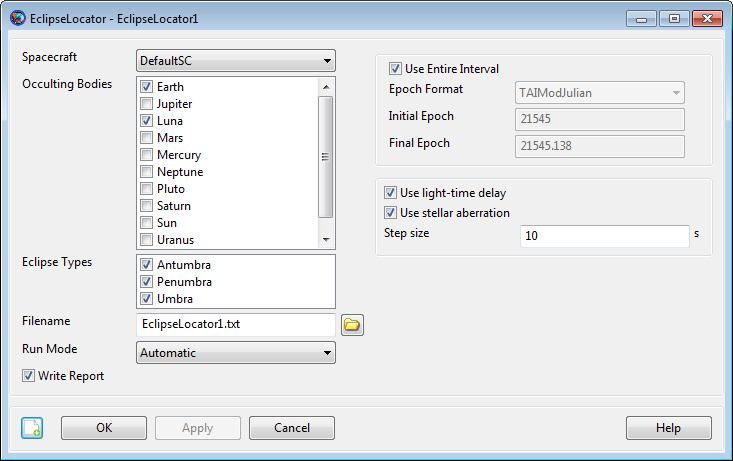 EclipseLocator - EclipseLocator1
Spacecraft
DefaultSC
Occulting Bodies
Earth
Jupiter
Luna
Mars
Mercury
Neptune
Pluto
Saturn
Sun
Uranus
Eclipse Types
Antumbra
Penumbra
Umbra
Filename
EclipseLocator1.txt
Run Mode
Automatic
Write Report
Use Entire Interval
Epoch Format
TAIModJulian
Initial Epoch
21545
Final Epoch
21545.138
Use light-time delay
Use stellar aberration
Step size
10
s
OK
Apply
Cancel
Help